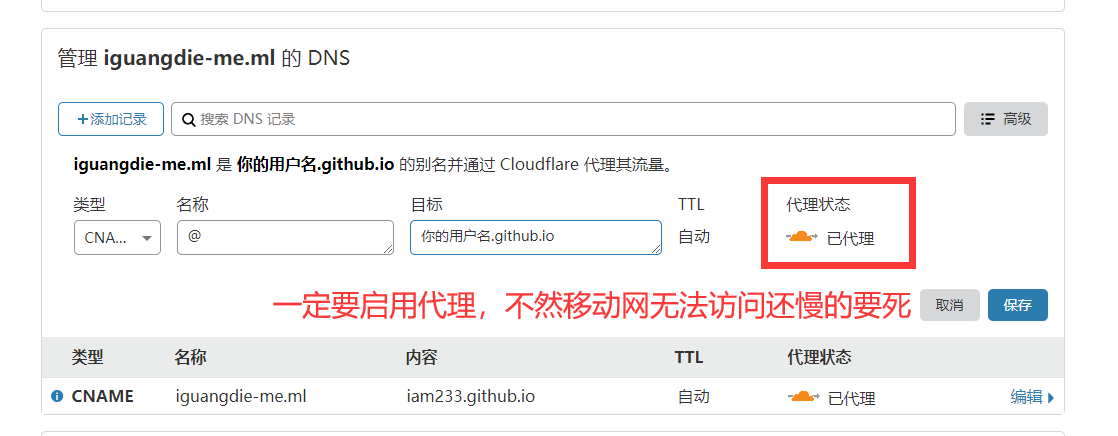 管理 iguangdie-me.ml 的 DNS
+添加记录 搜索 DNS 记录 高级
iguangdie-me.ml 是 你的用户名.github.io 的别名并通过 Cloudflare 代理其流量。
类型 名称 目标 TTL 代理状态
CNA... @ 你的用户名.github.io 自动 已代理
一定要启用代理，不然移动网无法访问还慢的要死 取消 保存
类型 名称 内容 TTL 代理状态
CNAME iguangdie-me.ml iam233.github.io 自动 已代理 编辑